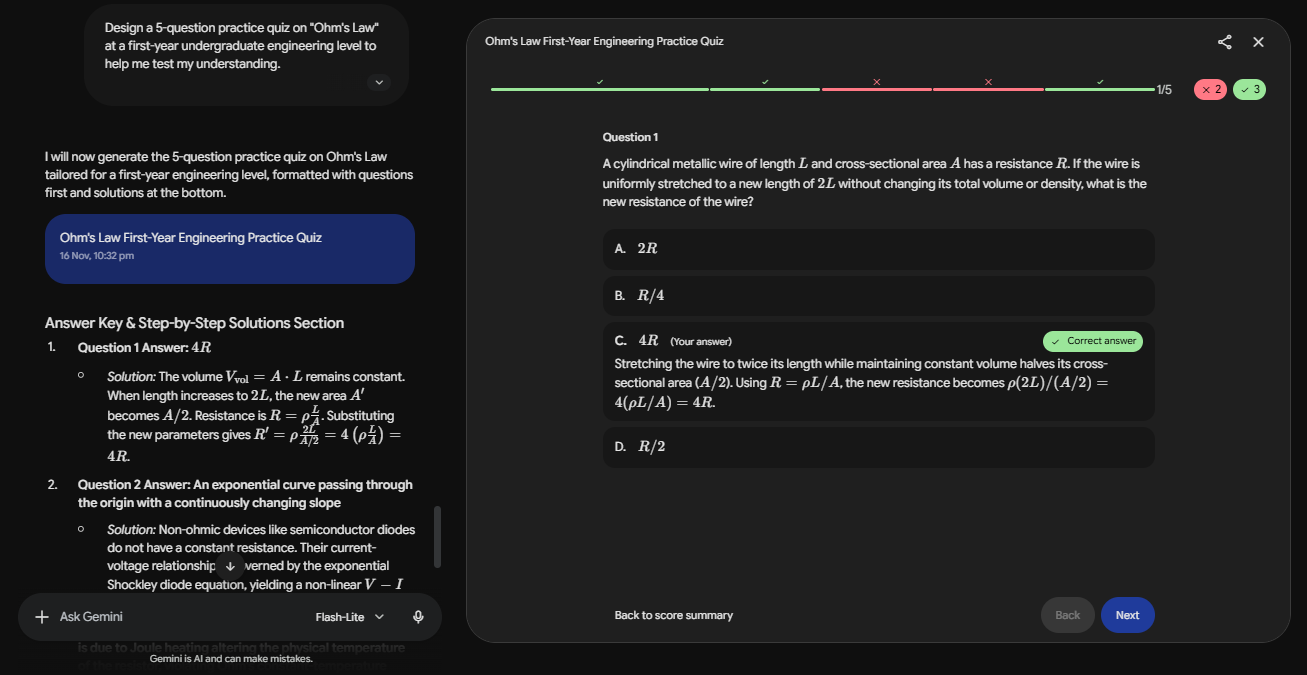 Design a 5-question practice quiz on "Ohm's Law"
at a first-year undergraduate engineering level to
help me test my understanding.
I will now generate the 5-question practice quiz on Ohm's Law
tailored for a first-year engineering level, formatted with questions
first and solutions at the bottom.
Ohm's Law First-Year Engineering Practice Quiz
16 Nov, 10:32 pm
Answer Key & Step-by-Step Solutions Section
1. Question 1 Answer: 4R
Solution: The volume V_vol = A · L remains constant.
When length increases to 2L, the new area A′
becomes A/2. Resistance is R = ρ L/A. Substituting
the new parameters gives R′ = ρ 2L/(A/2) = 4 (ρ L/A) =
4R.
2. Question 2 Answer: An exponential curve passing through
the origin with a continuously changing slope
Solution: Non-ohmic devices like semiconductor diodes
do not have a constant resistance. Their current-
voltage relationship verned by the exponential
Shockley diode equation, yielding a non-linear V − I
Ask Gemini
Flash-Lite
is due to Joule heating altering the physical temperature
Gemini is AI and can make mistakes.
Ohm's Law First-Year Engineering Practice Quiz
1/5
2
3
Question 1
A cylindrical metallic wire of length L and cross-sectional area A has a resistance R. If the wire is
uniformly stretched to a new length of 2L without changing its total volume or density, what is the
new resistance of the wire?
A. 2R
B. R/4
C. 4R (Your answer)
Correct answer
Stretching the wire to twice its length while maintaining constant volume halves its cross-
sectional area (A/2). Using R = ρL/A, the new resistance becomes ρ(2L)/(A/2) =
4(ρL/A) = 4R.
D. R/2
Back to score summary
Back
Next